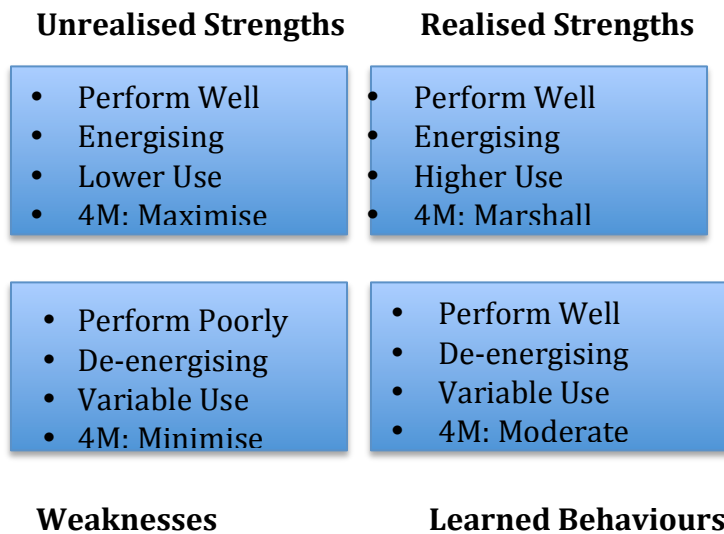 Unrealised Strengths
Realised Strengths
• Perform Well
• Energising
• Lower Use
• 4M: Maximise
• Perform Well
• Energising
• Higher Use
• 4M: Marshall
• Perform Poorly
• De-energising
• Variable Use
• 4M: Minimise
• Perform Well
• De-energising
• Variable Use
• 4M: Moderate
Weaknesses
Learned Behaviours